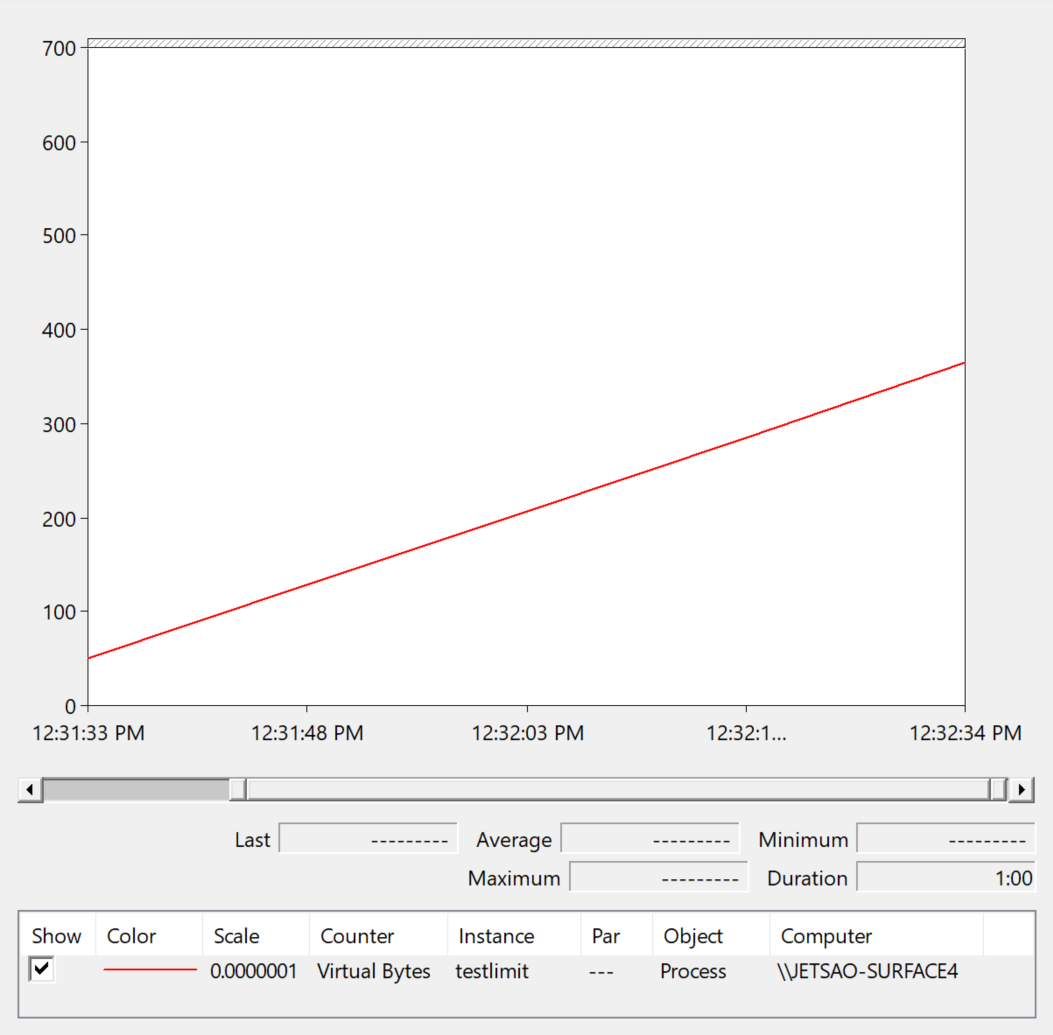 700
600
500
400
300
200
100
0
12:31:33 PM 12:31:48 PM 12:32:03 PM 12:32:1... 12:32:34 PM
Last --------- Average --------- Minimum ---------
Maximum --------- Duration 1:00
Show Color Scale Counter Instance Par Object Computer
0.0000001 Virtual Bytes testlimit --- Process \\JETSAO-SURFACE4